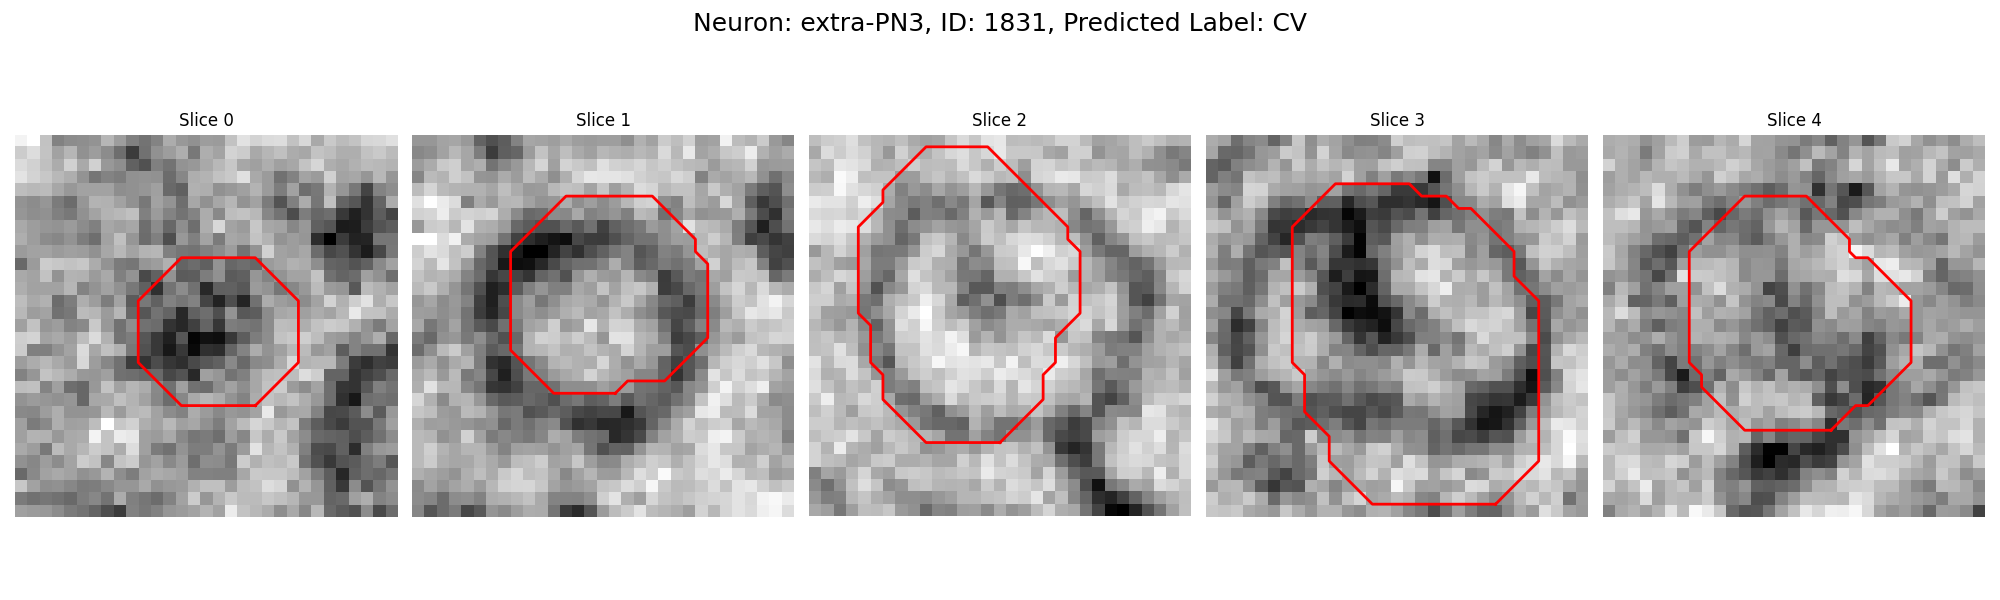 Neuron: extra-PN3, ID: 1831, Predicted Label: CV
Slice 0
Slice 1
Slice 2
Slice 3
Slice 4